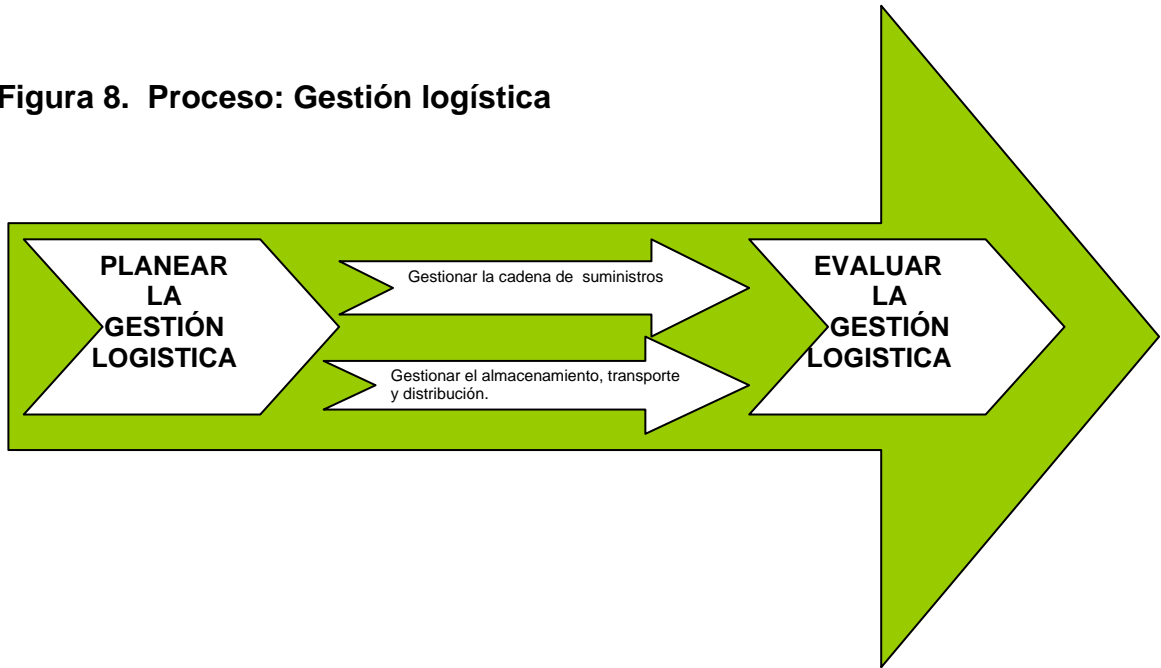 Figura 8.  Proceso: Gestión logística
PLANEAR
LA
GESTIÓN
LOGISTICA
Gestionar la cadena de  suministros
Gestionar el almacenamiento, transporte
y distribución.
EVALUAR
LA
GESTIÓN
LOGISTICA